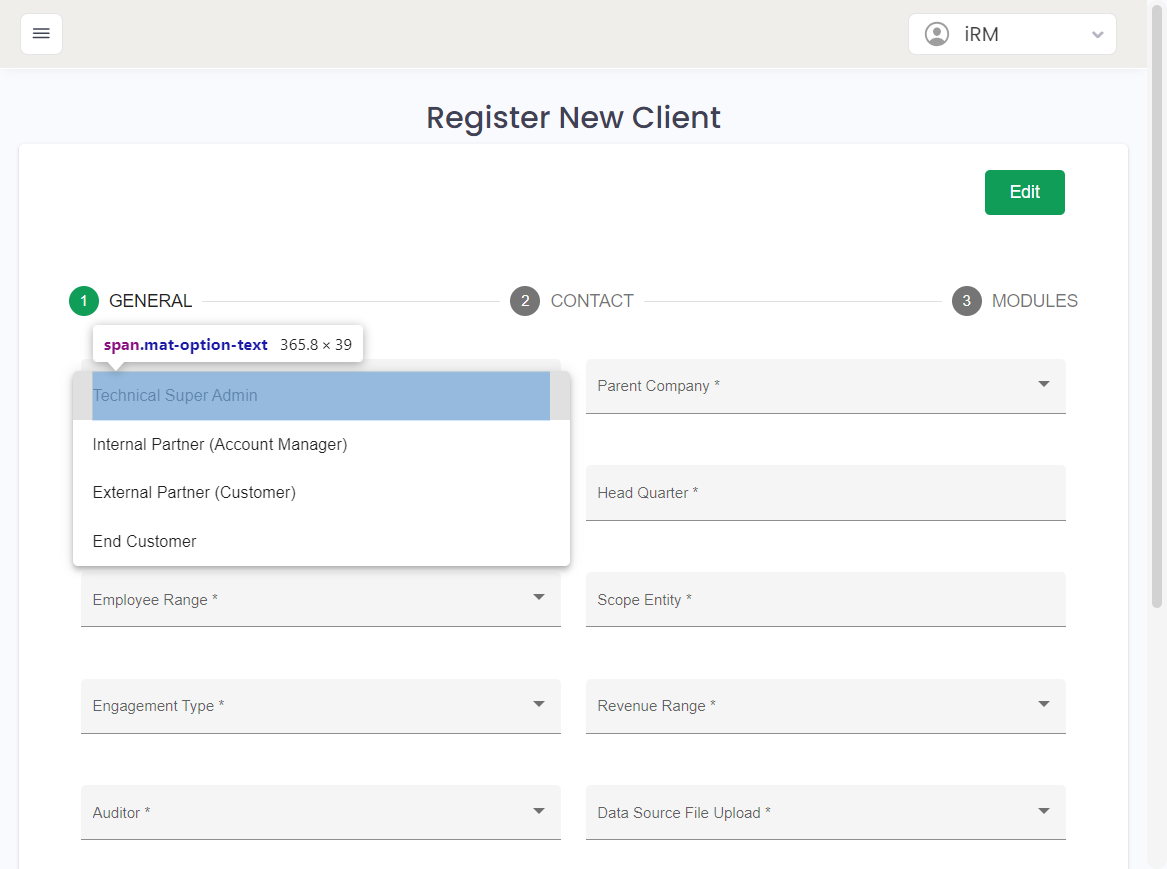 iRM
Register New Client
Edit
1 GENERAL
2 CONTACT
3 MODULES
span.mat-option-text 365.8 × 39
Technical Super Admin
Internal Partner (Account Manager)
External Partner (Customer)
End Customer
Parent Company *
Head Quarter *
Employee Range *
Scope Entity *
Engagement Type *
Revenue Range *
Auditor *
Data Source File Upload *